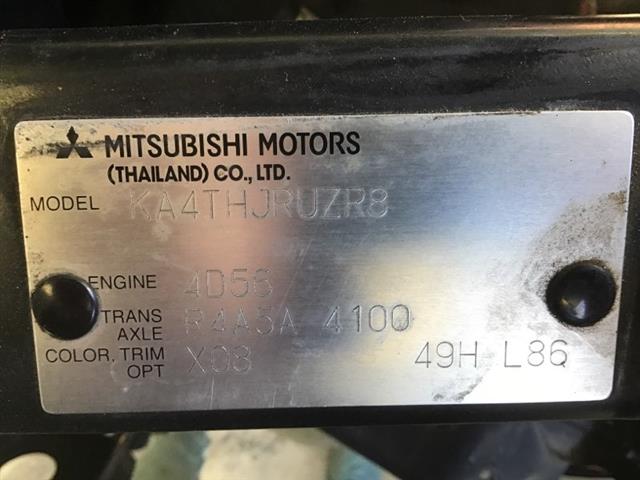 MITSUBISHI MOTORS
(THAILAND) CO., LTD.
MODEL KA4THJRUZR8
ENGINE 4D56
TRANS AXLE R4A5A 4100
COLOR, TRIM OPT X08 49H L86